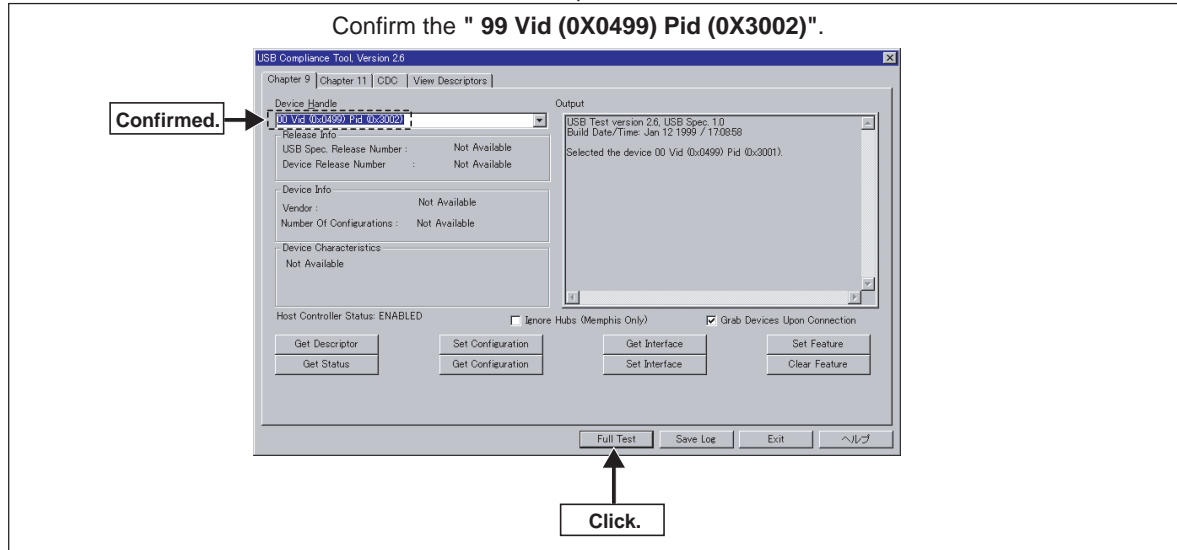 Confirm the " 99 Vid (0X0499) Pid (0X3002)".
USB Compliance Tool, Version 2.6
Chapter 9 Chapter 11 CDC View Descriptors
Device Handle
00 Vid (0x0499) Pid (0x3002)
Confirmed.
Release Info
USB Spec. Release Number : Not Available
Device Release Number : Not Available
Device Info
Vendor : Not Available
Number Of Configurations : Not Available
Device Characteristics
Not Available
Output
USB Test version 2.6, USB Spec. 1.0
Build Date/Time: Jan 12 1999 / 17:08:58
Selected the device 00 Vid (0x0499) Pid (0x3001).
Host Controller Status: ENABLED
Ignore Hubs (Memphis Only)
Grab Devices Upon Connection
Get Descriptor Set Configuration Get Interface Set Feature
Get Status Get Configuration Set Interface Clear Feature
Full Test Save Log Exit ヘルプ
Click.